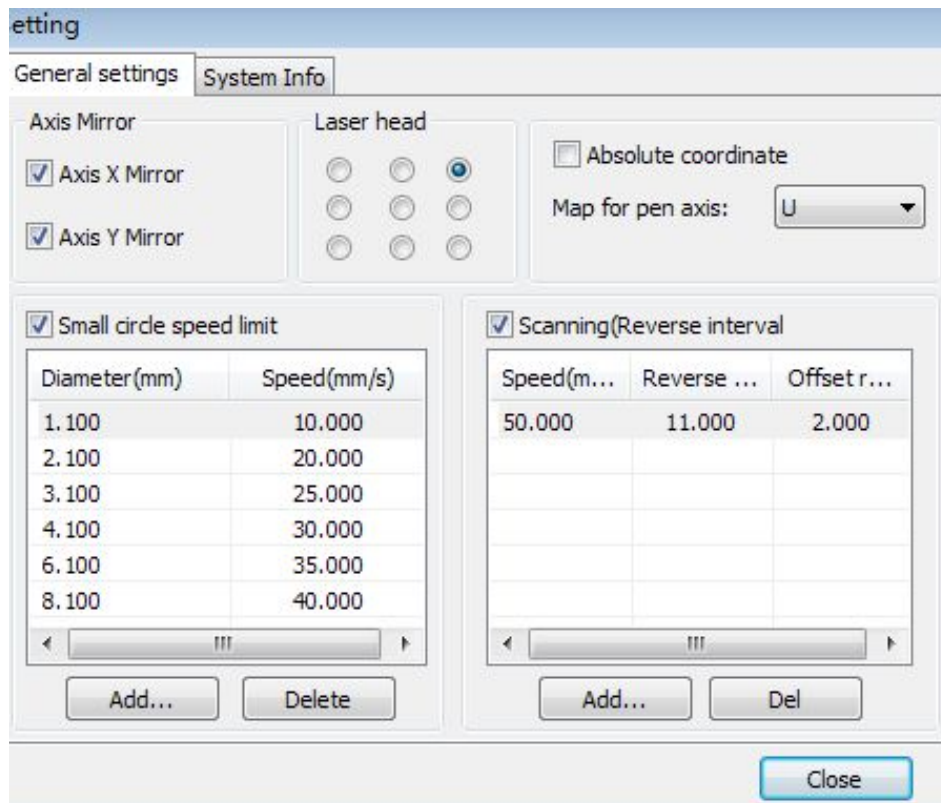 etting
General settings System Info
Axis Mirror
Axis X Mirror
Axis Y Mirror
Laser head
Absolute coordinate
Map for pen axis: U
Small circle speed limit
Diameter(mm) Speed(mm/s)
1.100 10.000
2.100 20.000
3.100 25.000
4.100 30.000
6.100 35.000
8.100 40.000
Add... Delete
Scanning(Reverse interval
Speed(m... Reverse ... Offset r...
50.000 11.000 2.000
Add... Del
Close